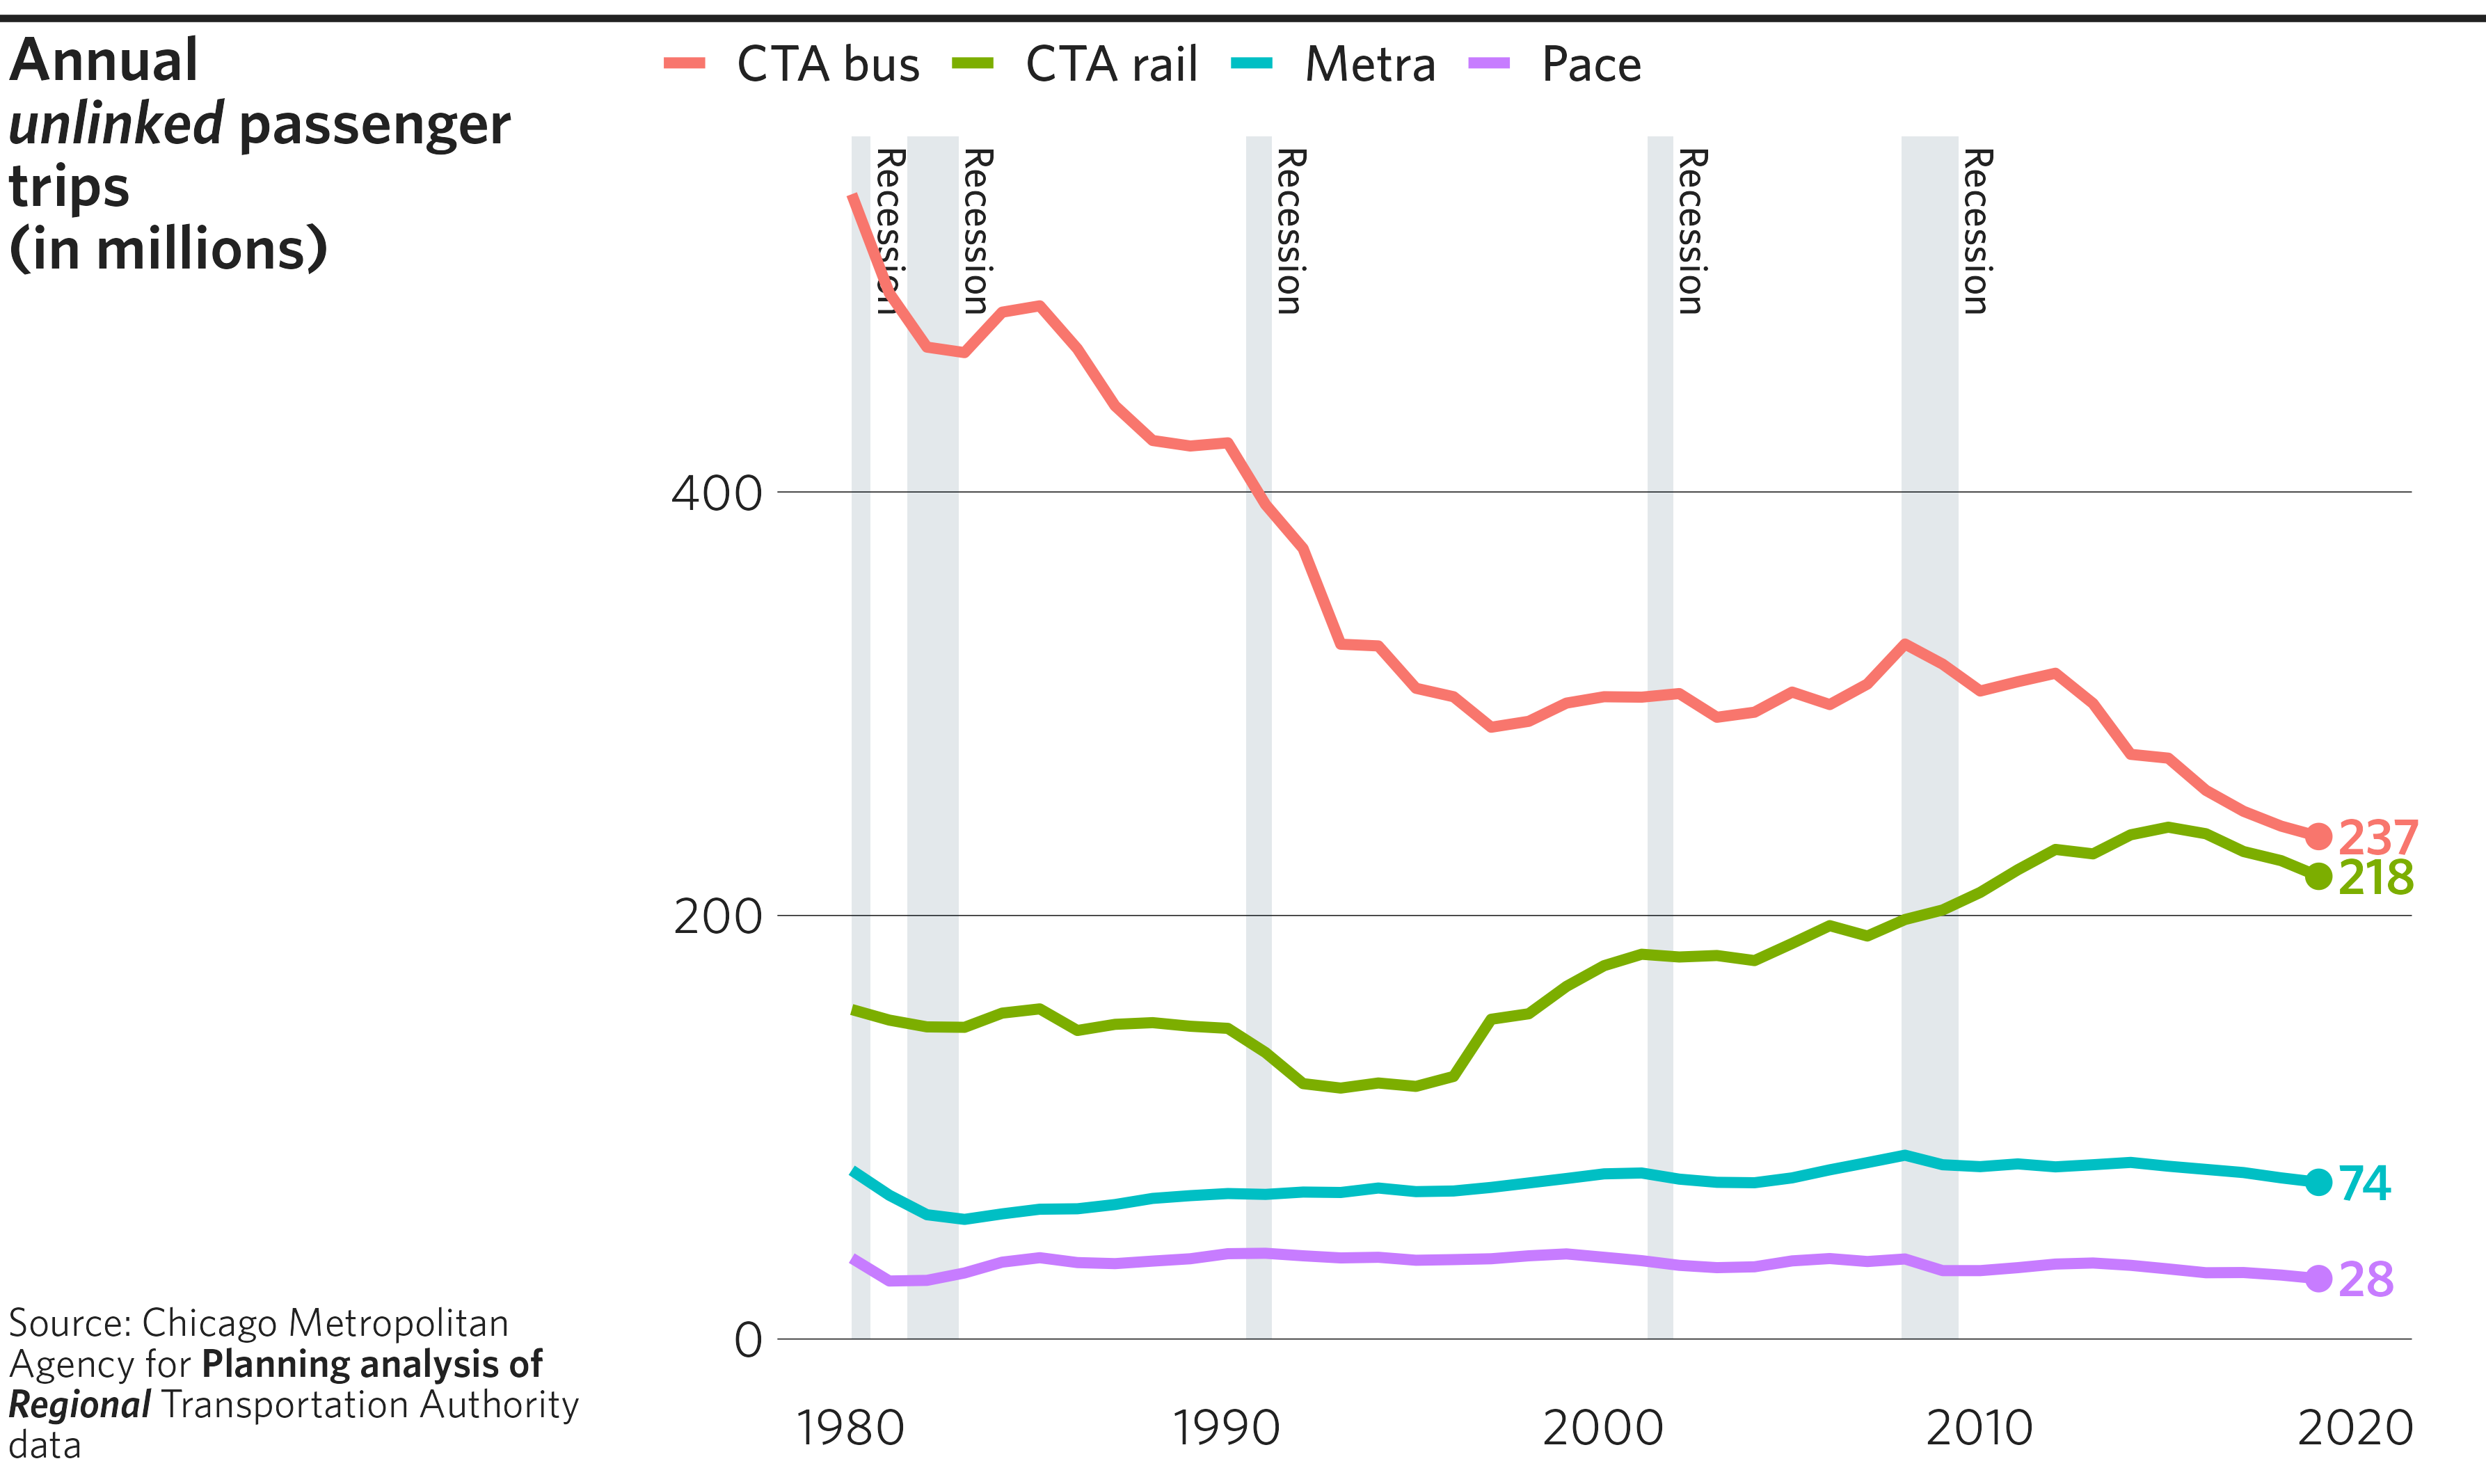 Annual
unlinked passenger
trips
(in millions)
CTA bus CTA rail Metra Pace
Recession Recession Recession Recession Recession
400
200
0
237
218
74
28
1980 1990 2000 2010 2020
Source: Chicago Metropolitan
Agency for Planning analysis of
Regional Transportation Authority
data